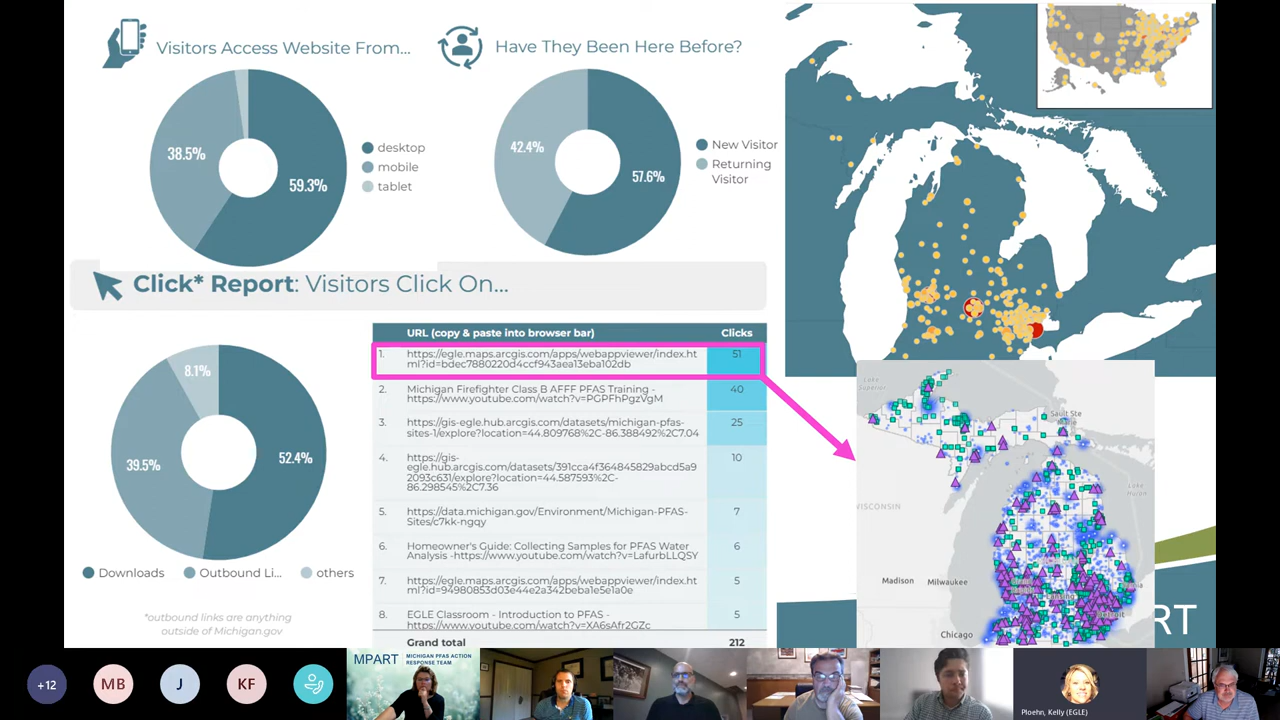 Visitors Access Website From...
38.5%
59.3%
desktop
mobile
tablet
Have They Been Here Before?
42.4%
57.6%
New Visitor
Returning
Visitor
Click* Report: Visitors Click On...
8.1%
39.5%
52.4%
Downloads
Outbound Li...
others
*outbound links are anything
outside of Michigan.gov
URL (copy & paste into browser bar) Clicks
1. https://egle.maps.arcgis.com/apps/webappviewer/index.ht 51
ml?id=bdec7880220d4ccf943aea13eba102db
2. Michigan Firefighter Class B AFFF PFAS Training - 40
https://www.youtube.com/watch?v=PGPFhPgzVgM
3. https://gis-egle.hub.arcgis.com/datasets/michigan-pfas- 25
sites-1/explore?location=44.809768%2C-86.388492%2C7.04
4. https://gis- 10
egle.hub.arcgis.com/datasets/391cca4f364845829abcd5a9
2093c631/explore?location=44.587593%2C-
86.298545%2C7.36
5. https://data.michigan.gov/Environment/Michigan-PFAS- 7
Sites/c7kk-ngqy
6. Homeowner's Guide: Collecting Samples for PFAS Water 6
Analysis -https://www.youtube.com/watch?v=LafurbLLQSY
7. https://egle.maps.arcgis.com/apps/webappviewer/index.ht 5
ml?id=94980853d03e44e2a342beba1e5e1a0e
8. EGLE Classroom - Introduction to PFAS - 5
https://www.youtube.com/watch?v=XA6sAfr2GZc
Grand total 212
Lake
Superior
Sault Ste
Marie
Lake
Huron
WISCONSIN
Madison
Milwaukee
Lansing
Detroit
Chicago
RT
+12
MB
J
KF
MPART
MICHIGAN PFAS ACTION
RESPONSE TEAM
Ploehn, Kelly (EGLE)